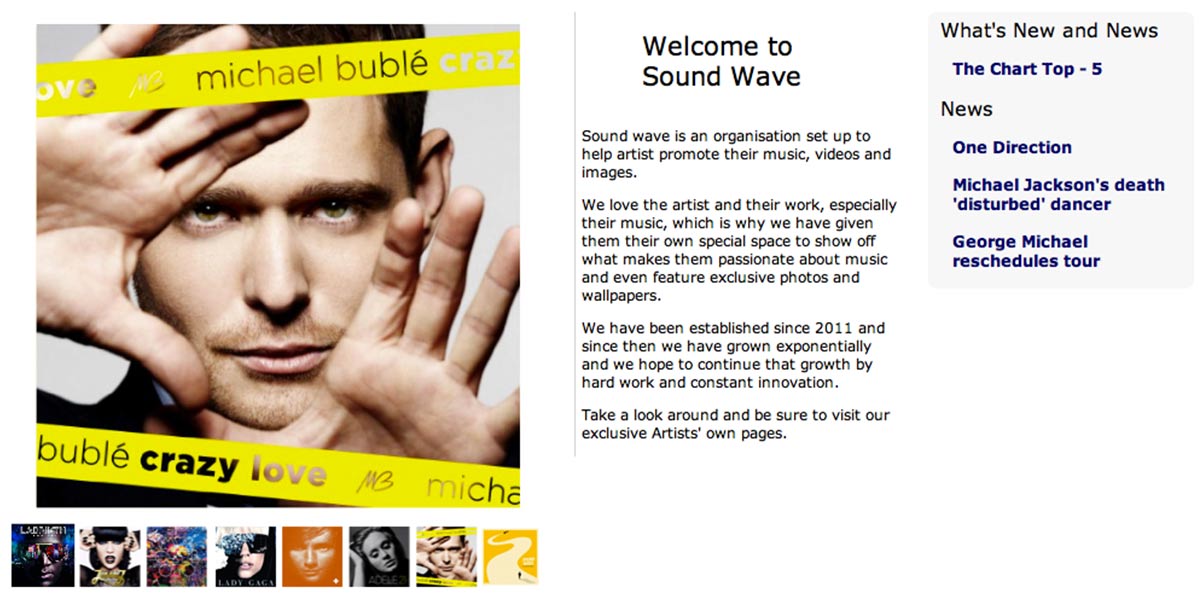 ove MB michael bublé craz
bublé crazy love MB micha
LABRINTH
LADY GAGA
ADELE 21
Welcome to
Sound Wave
Sound wave is an organisation set up to
help artist promote their music, videos and
images.
We love the artist and their work, especially
their music, which is why we have given
them their own special space to show off
what makes them passionate about music
and even feature exclusive photos and
wallpapers.
We have been established since 2011 and
since then we have grown exponentially
and we hope to continue that growth by
hard work and constant innovation.
Take a look around and be sure to visit our
exclusive Artists' own pages.
What's New and News
The Chart Top - 5
News
One Direction
Michael Jackson's death
'disturbed' dancer
George Michael
reschedules tour